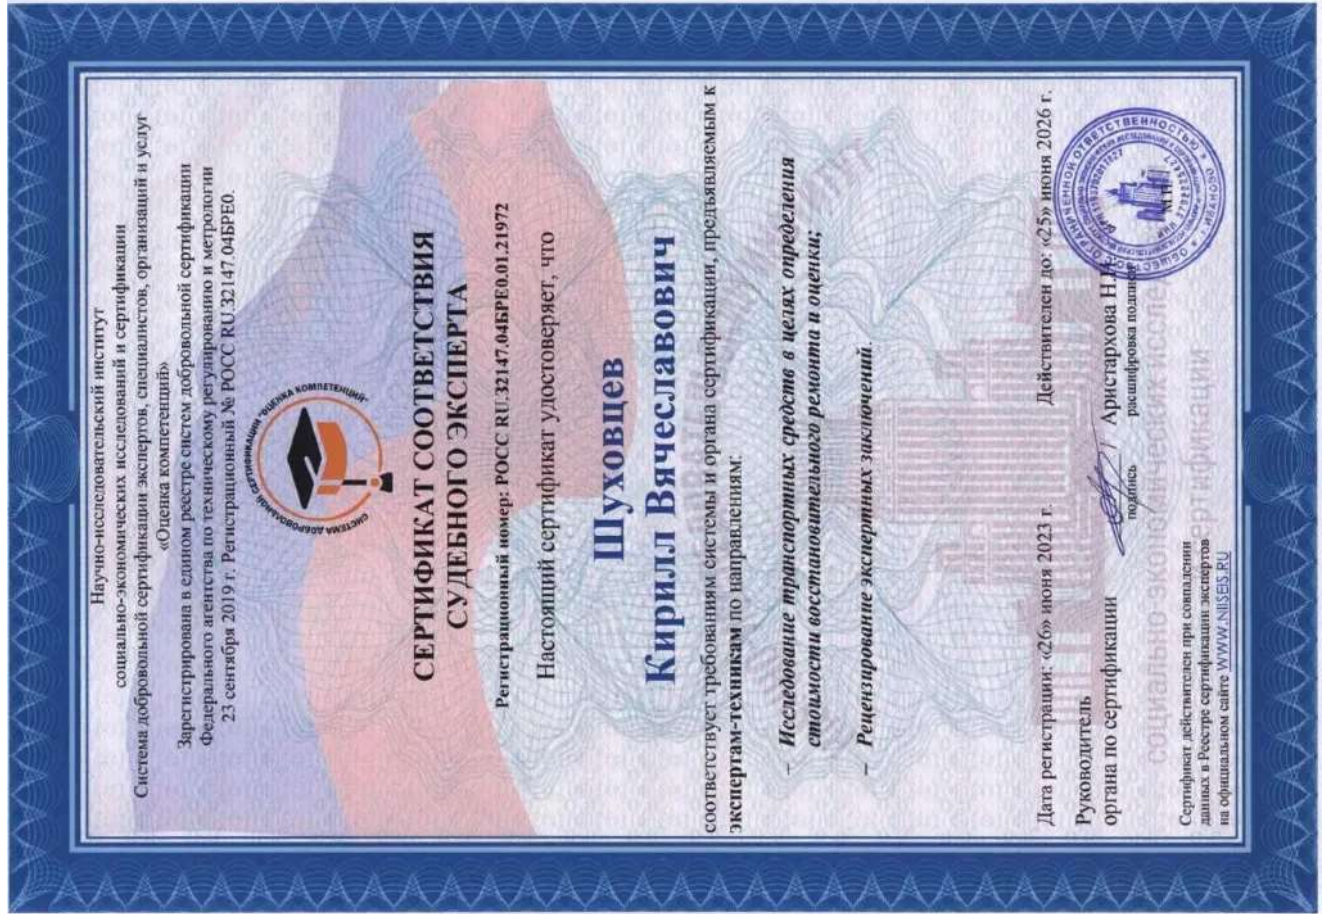 Научно-исследовательский институт
социально-экономических исследований и сертификации
Система добровольной сертификации экспертов, специалистов, организаций и услуг
«Оценка компетенций»
Зарегистрирована в едином реестре систем добровольной сертификации
Федерального агентства по техническому регулированию и метрологии
23 сентября 2019 г. Регистрационный № РОСС RU.32147.04БРЕ0.
СИСТЕМА ДОБРОВОЛЬНОЙ СЕРТИФИКАЦИИ "ОЦЕНКА КОМПЕТЕНЦИЙ"
СЕРТИФИКАТ СООТВЕТСТВИЯ
СУДЕБНОГО ЭКСПЕРТА
Регистрационный номер: РОСС RU.32147.04БРЕ0.01.21972
Настоящий сертификат удостоверяет, что
Шуховцев
Кирилл Вячеславович
соответствует требованиям системы и органа сертификации, предъявляемым к
экспертам-техникам по направлениям:
– Исследование транспортных средств в целях определения
стоимости восстановительного ремонта и оценки;
– Рецензирование экспертных заключений.
Дата регистрации: «26» июня 2023 г. Действителен до: «25» июня 2026 г.
Руководитель
органа по сертификации Аристархова Н.И.
подпись расшифровка подписи
М.П.
Сертификат действителен при совпадении
данных в Реестре сертификации экспертов
на официальном сайте WWW.NIISEIS.RU